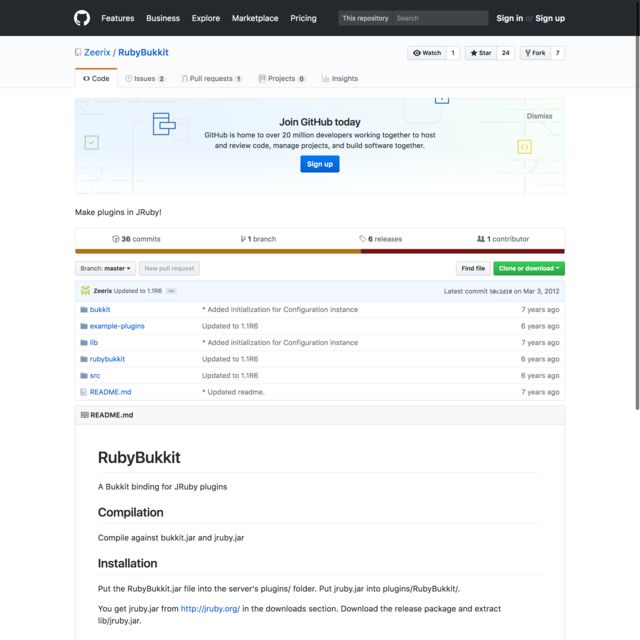 Features Business Explore Marketplace Pricing This repository Search Sign in or Sign up
Zeerix / RubyBukkit Watch 1 Star 24 Fork 7
Code Issues 2 Pull requests 1 Projects 0 Insights
Dismiss
Join GitHub today
GitHub is home to over 20 million developers working together to host
and review code, manage projects, and build software together.
Sign up
Make plugins in JRuby!
36 commits 1 branch 6 releases 1 contributor
Branch: master New pull request Find file Clone or download
Zeerix Updated to 1.1R6 Latest commit on Mar 3, 2012
bukkit * Added initialization for Configuration instance 7 years ago
example-plugins Updated to 1.1R6 6 years ago
lib * Added initialization for Configuration instance 7 years ago
rubybukkit Updated to 1.1R6 6 years ago
src Updated to 1.1R6 6 years ago
README.md * Updated readme. 7 years ago
README.md
RubyBukkit
A Bukkit binding for JRuby plugins
Compilation
Compile against bukkit.jar and jruby.jar
Installation
Put the RubyBukkit.jar file into the server's plugins/ folder. Put jruby.jar into plugins/RubyBukkit/.
You get jruby.jar from http://jruby.org/ in the downloads section. Download the release package and extract
lib/jruby.jar.